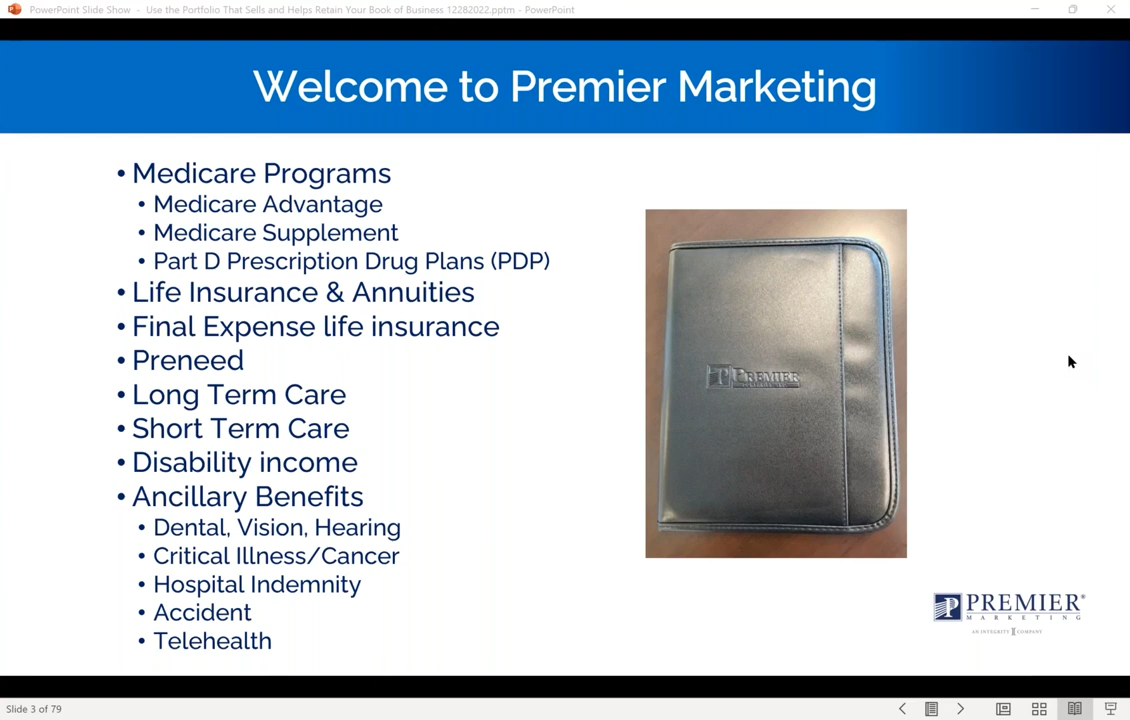 PowerPoint Slide Show - Use the Portfolio That Sells and Helps Retain Your Book of Business 12282022.pptm - PowerPoint
Welcome to Premier Marketing
• Medicare Programs
• Medicare Advantage
• Medicare Supplement
• Part D Prescription Drug Plans (PDP)
• Life Insurance & Annuities
• Final Expense life insurance
• Preneed
• Long Term Care
• Short Term Care
• Disability income
• Ancillary Benefits
• Dental, Vision, Hearing
• Critical Illness/Cancer
• Hospital Indemnity
• Accident
• Telehealth
PREMIER
PREMIER®
MARKETING
AN INTEGRITY COMPANY
Slide 3 of 79